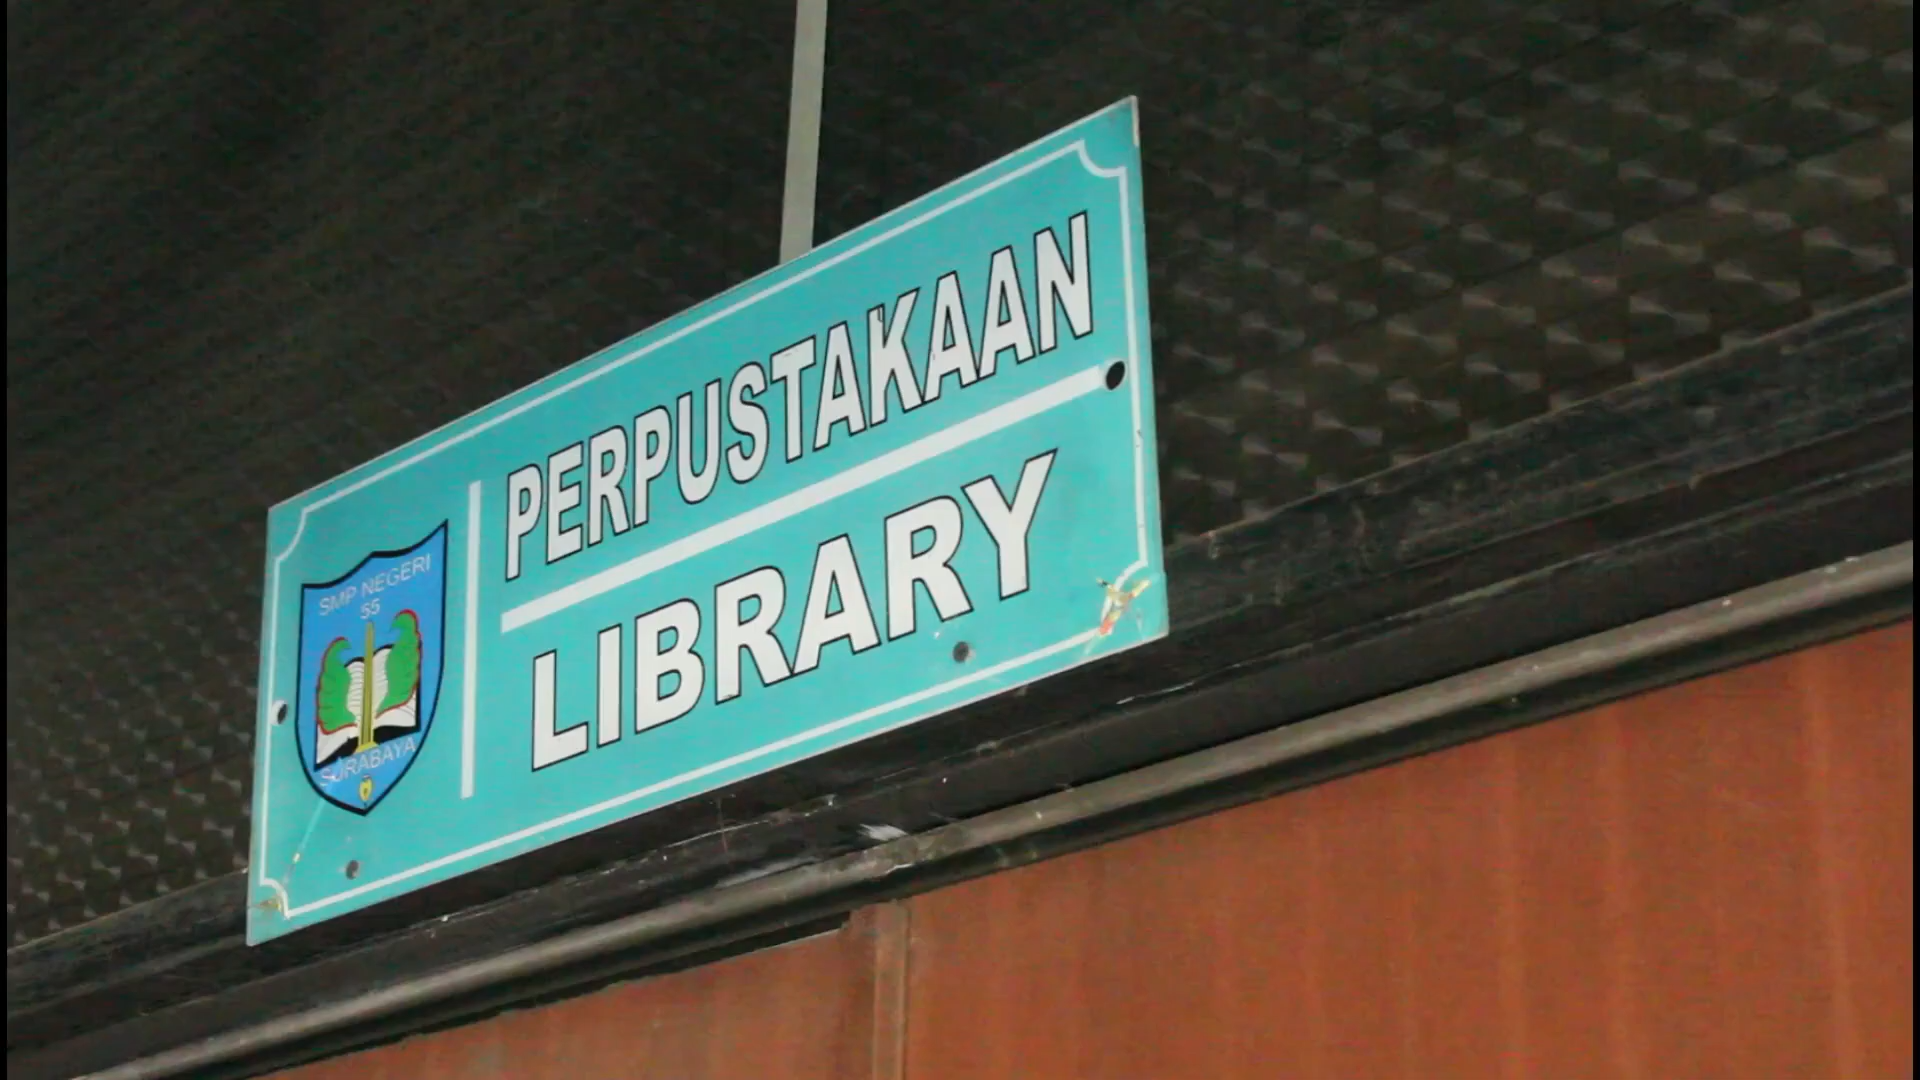 SMP NEGERI
55
SURABAYA
PERPUSTAKAAN
LIBRARY